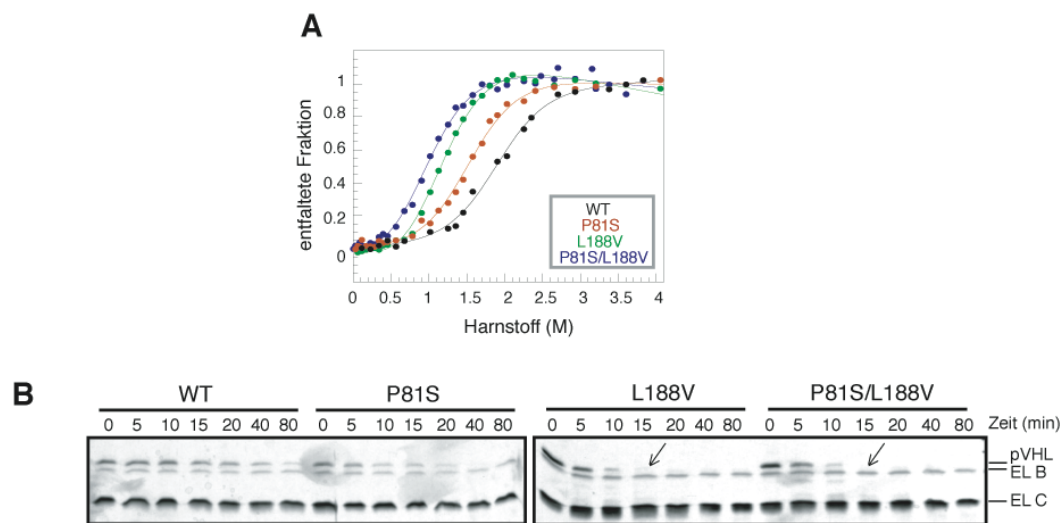 A
entfaltete Fraktion
1
0.8
0.6
0.4
0.2
0
WT
P81S
L188V
P81S/L188V
0 0.5 1 1.5 2 2.5 3 3.5 4
Harnstoff (M)
B
WT P81S L188V P81S/L188V
0 5 10 15 20 40 80 0 5 10 15 20 40 80 0 5 10 15 20 40 80 0 5 10 15 20 40 80 Zeit (min)
pVHL
EL B
EL C